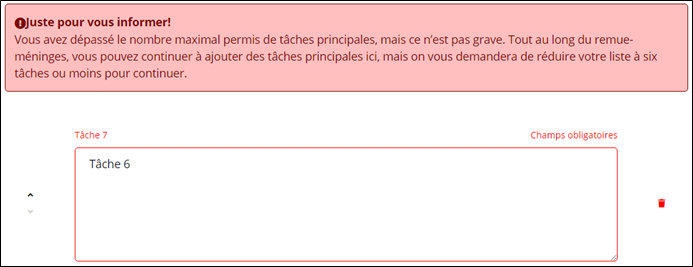 Juste pour vous informer!
Vous avez dépassé le nombre maximal permis de tâches principales, mais ce n’est pas grave. Tout au long du remue-
méninges, vous pouvez continuer à ajouter des tâches principales ici, mais on vous demandera de réduire votre liste à six
tâches ou moins pour continuer.
Tâche 7 Champs obligatoires
Tâche 6